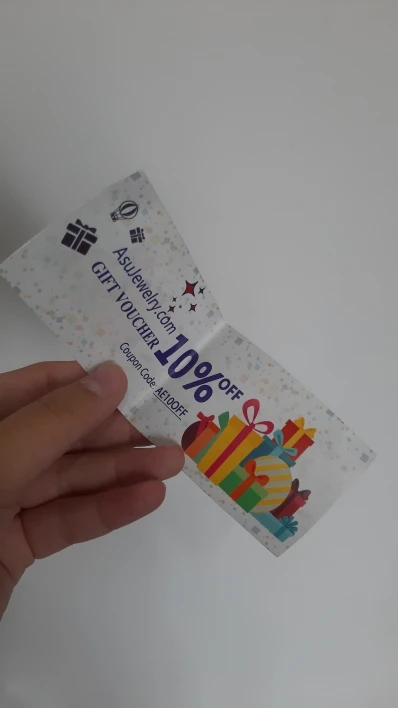 AsuJewelry.com
GIFT VOUCHER
10% OFF
Coupon Code: AE10OFF